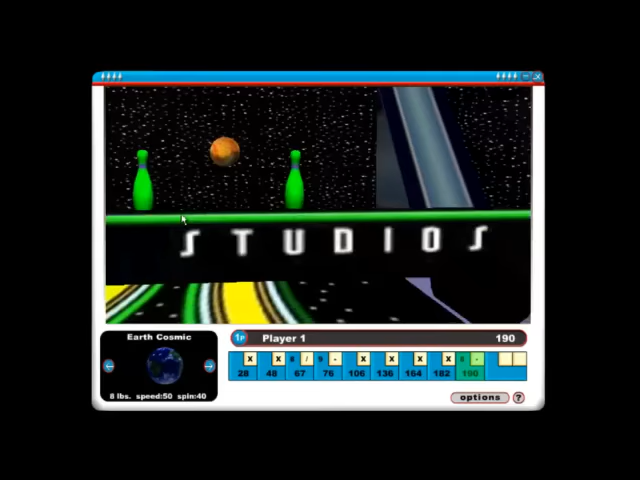 STUDIOS
Earth Cosmic
8 lbs. speed:50 spin:40
1P Player 1 190
X X 8 / 9 - X X X X 8 -
28 48 67 76 106 136 164 182 190
options ?